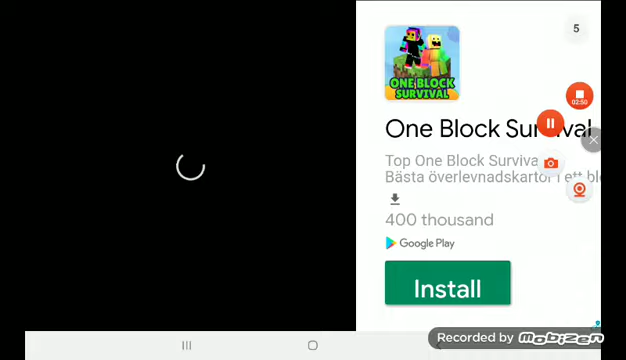 5
ONE BLOCK
SURVIVAL
02:50
One Block Survival
Top One Block Surviva
Bästa överlevnadskartor i ett bl
400 thousand
Google Play
Install
Recorded by MOBIZEN